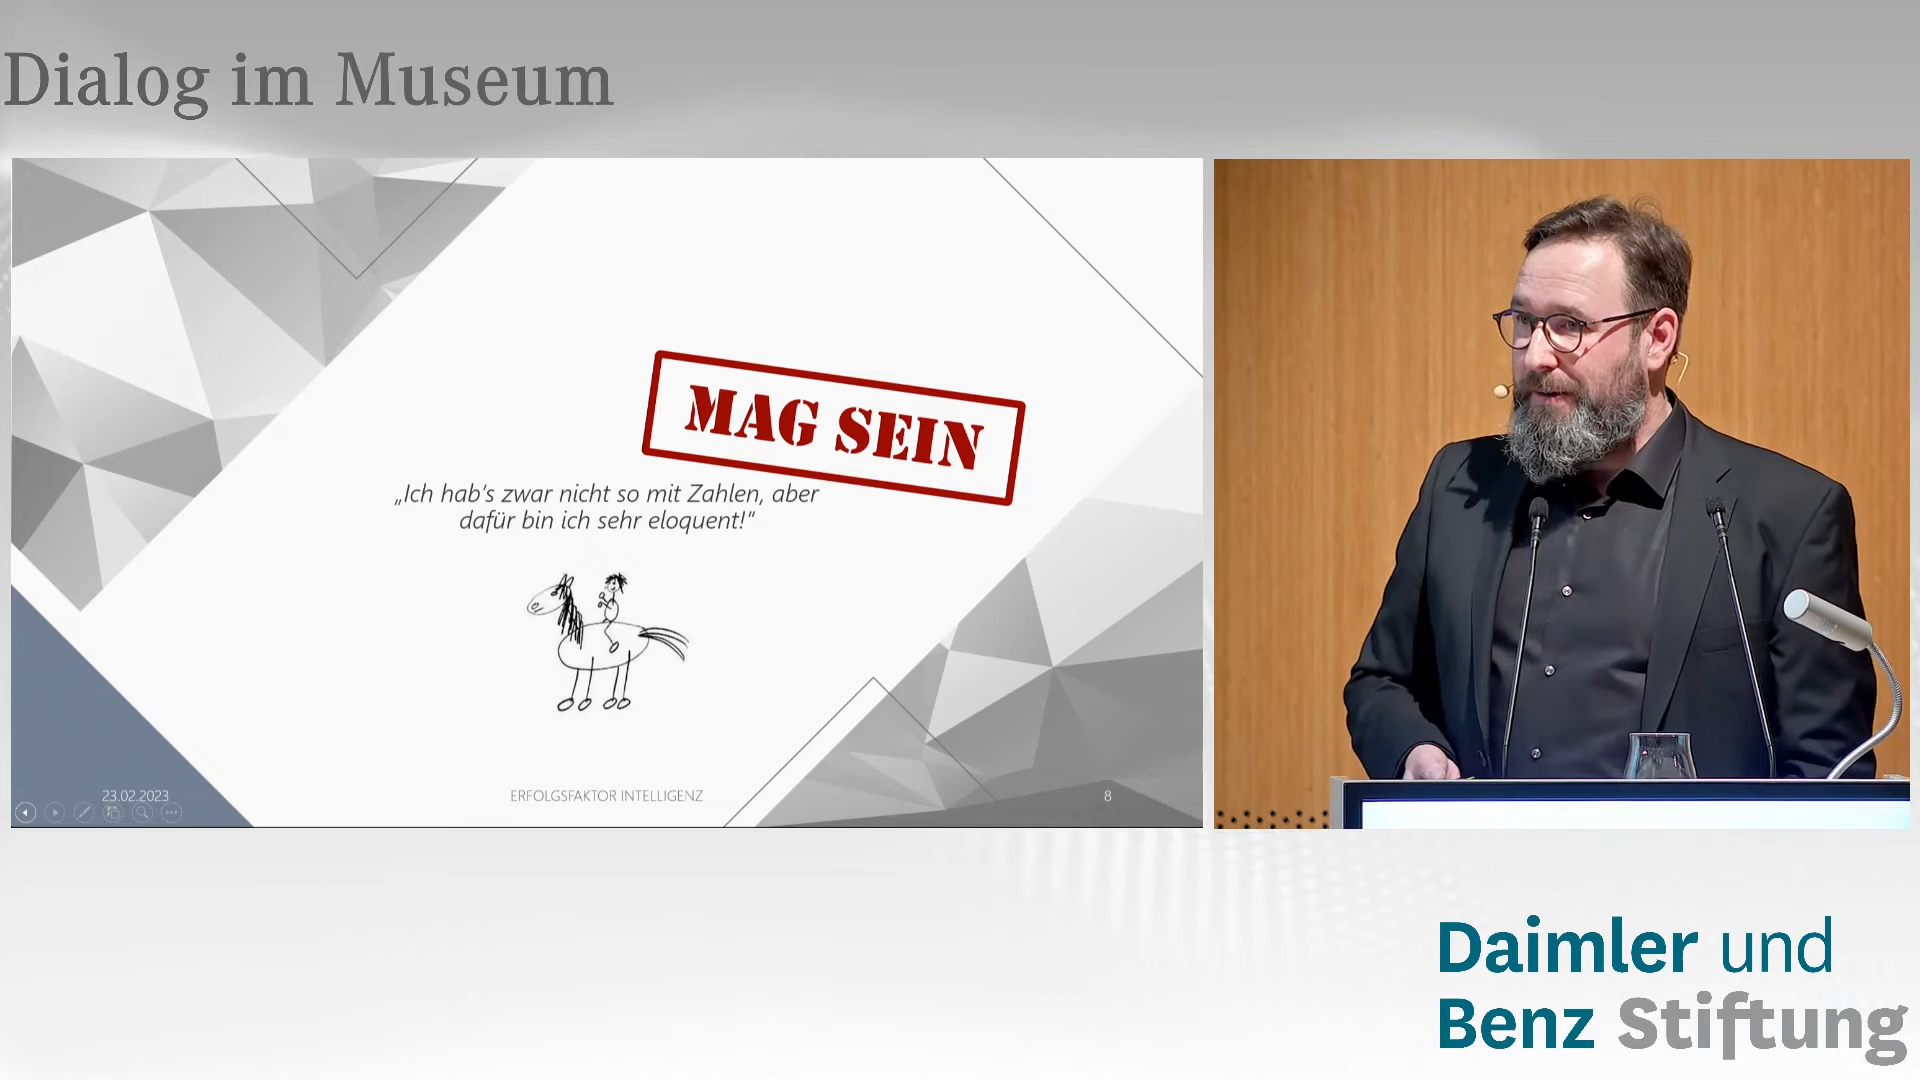 Dialog im Museum
MAG SEIN
„Ich hab's zwar nicht so mit Zahlen, aber
dafür bin ich sehr eloquent!"
23.02.2023
ERFOLGSFAKTOR INTELLIGENZ
8
Daimler und
Benz Stiftung